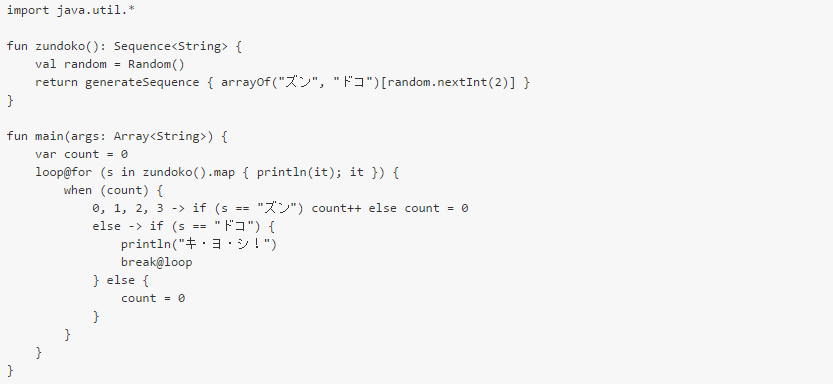 import java.util.*

fun zundoko(): Sequence<String> {
    val random = Random()
    return generateSequence { arrayOf("ズン", "ドコ")[random.nextInt(2)] }
}

fun main(args: Array<String>) {
    var count = 0
    loop@for (s in zundoko().map { println(it); it }) {
        when (count) {
            0, 1, 2, 3 -> if (s == "ズン") count++ else count = 0
            else -> if (s == "ドコ") {
                println("キ・ヨ・シ！")
                break@loop
            } else {
                count = 0
            }
        }
    }
}